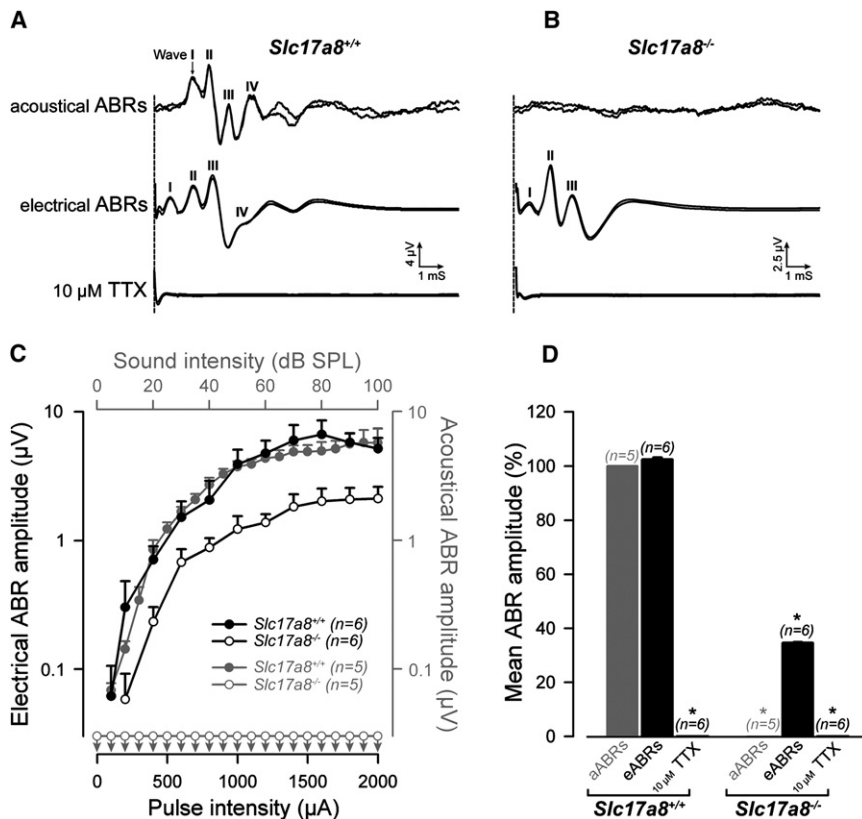 A
Slc17a8+/+
Wave I II III IV
acoustical ABRs
I II III IV
electrical ABRs
4 µV
1 mS
10 µM TTX
B
Slc17a8-/-
I II III
2.5 µV
1 mS
C
Sound intensity (dB SPL)
0 20 40 60 80 100
Electrical ABR amplitude (µV)
10
1
0.1
Acoustical ABR amplitude (µV)
10
1
0.1
Slc17a8+/+ (n=6)
Slc17a8-/- (n=6)
Slc17a8+/+ (n=5)
Slc17a8-/- (n=5)
0 500 1000 1500 2000
Pulse intensity (µA)
D
Mean ABR amplitude (%)
120
100
80
60
40
20
0
(n=5) (n=6) * (n=6) * (n=5) * (n=6) * (n=6)
aABRs eABRs 10 µM TTX aABRs eABRs 10 µM TTX
Slc17a8+/+ Slc17a8-/-